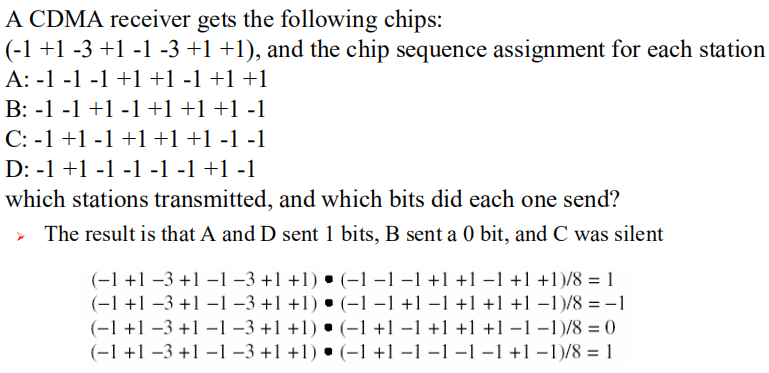 A CDMA receiver gets the following chips:
(-1 +1 -3 +1 -1 -3 +1 +1), and the chip sequence assignment for each station
A: -1 -1 -1 +1 +1 -1 +1 +1
B: -1 -1 +1 -1 +1 +1 +1 -1
C: -1 +1 -1 +1 +1 +1 -1 -1
D: -1 +1 -1 -1 -1 -1 +1 -1
which stations transmitted, and which bits did each one send?
➢ The result is that A and D sent 1 bits, B sent a 0 bit, and C was silent
(−1 +1 −3 +1 −1 −3 +1 +1) • (−1 −1 −1 +1 +1 −1 +1 +1)/8 = 1
(−1 +1 −3 +1 −1 −3 +1 +1) • (−1 −1 +1 −1 +1 +1 +1 −1)/8 = −1
(−1 +1 −3 +1 −1 −3 +1 +1) • (−1 +1 −1 +1 +1 +1 −1 −1)/8 = 0
(−1 +1 −3 +1 −1 −3 +1 +1) • (−1 +1 −1 −1 −1 −1 +1 −1)/8 = 1